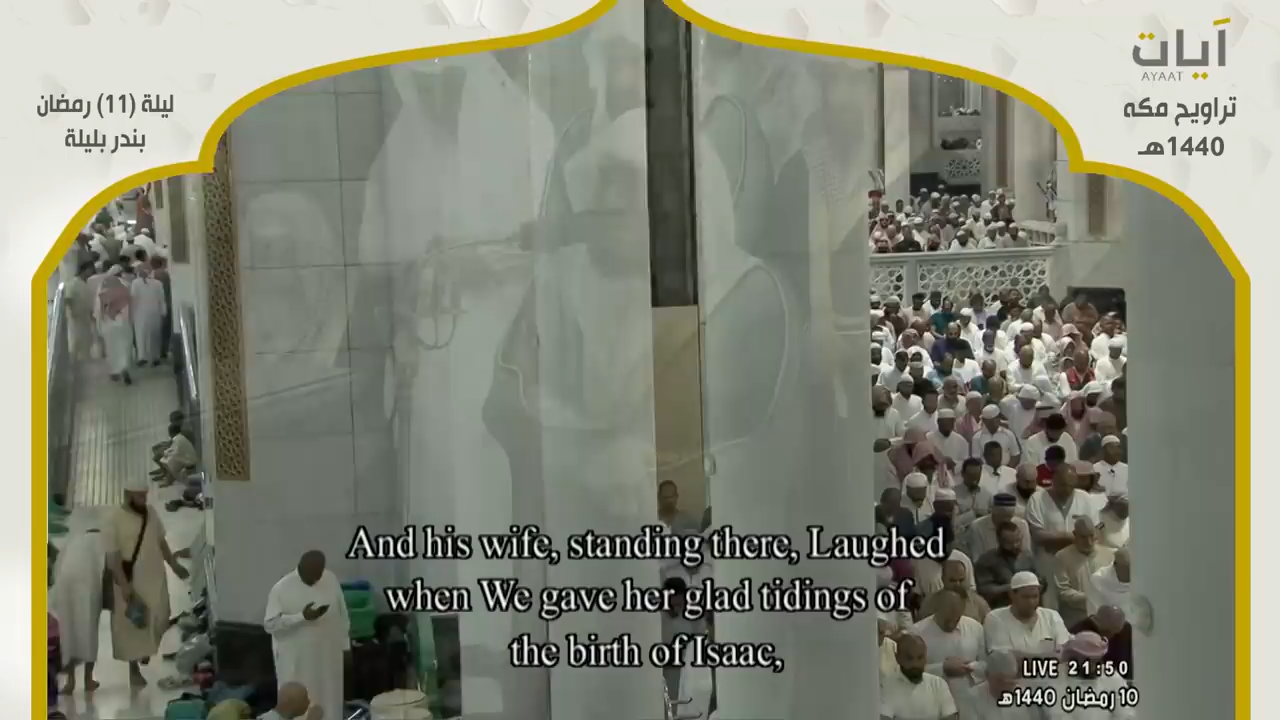 آيات
AYAAT
تراويح مكه
1440هـ
ليلة (11) رمضان
بندر بليلة
And his wife, standing there, Laughed
when We gave her glad tidings of
the birth of Isaac,
LIVE 21:50
10 رمضان 1440هـ